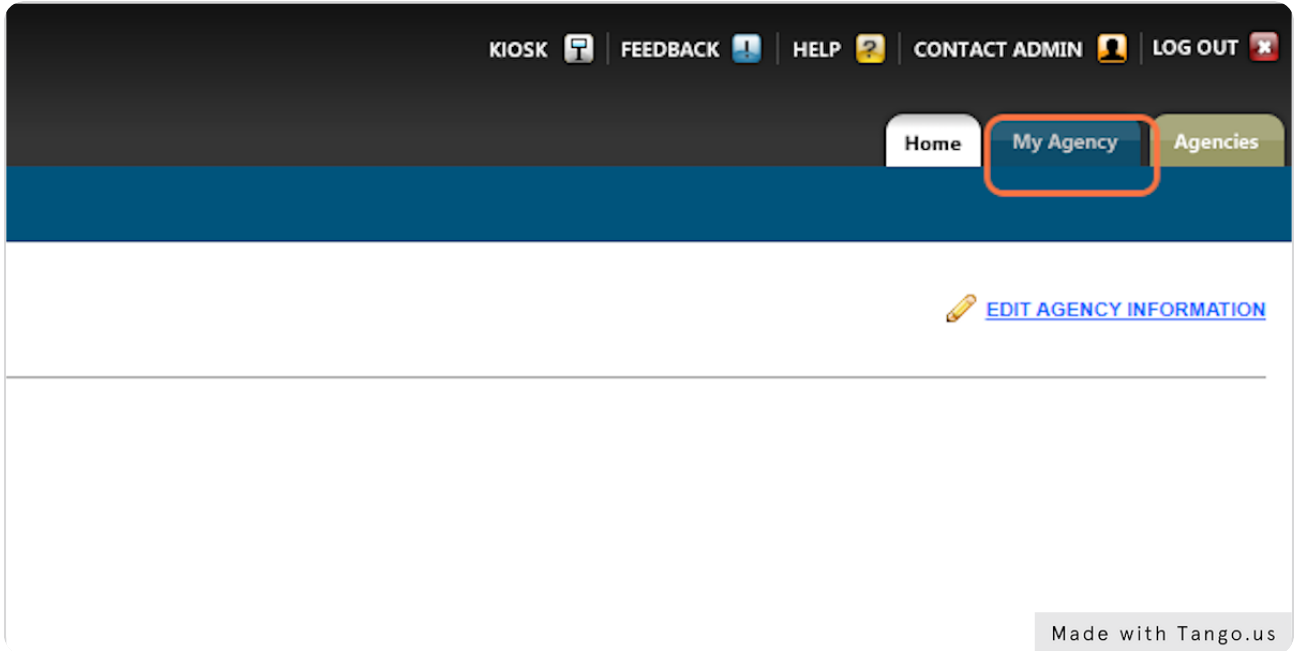 KIOSK FEEDBACK HELP CONTACT ADMIN LOG OUT
Home My Agency Agencies
EDIT AGENCY INFORMATION
Made with Tango.us